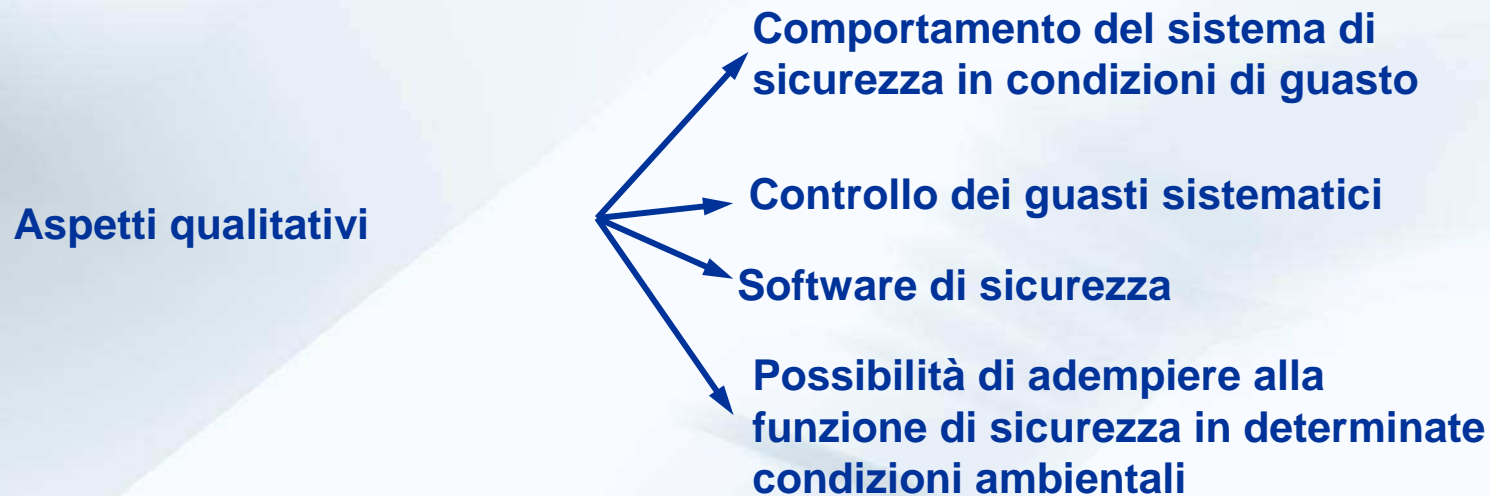 Aspetti qualitativi
Comportamento del sistema di
sicurezza in condizioni di guasto
Controllo dei guasti sistematici
Software di sicurezza
Possibilità di adempiere alla
funzione di sicurezza in determinate
condizioni ambientali